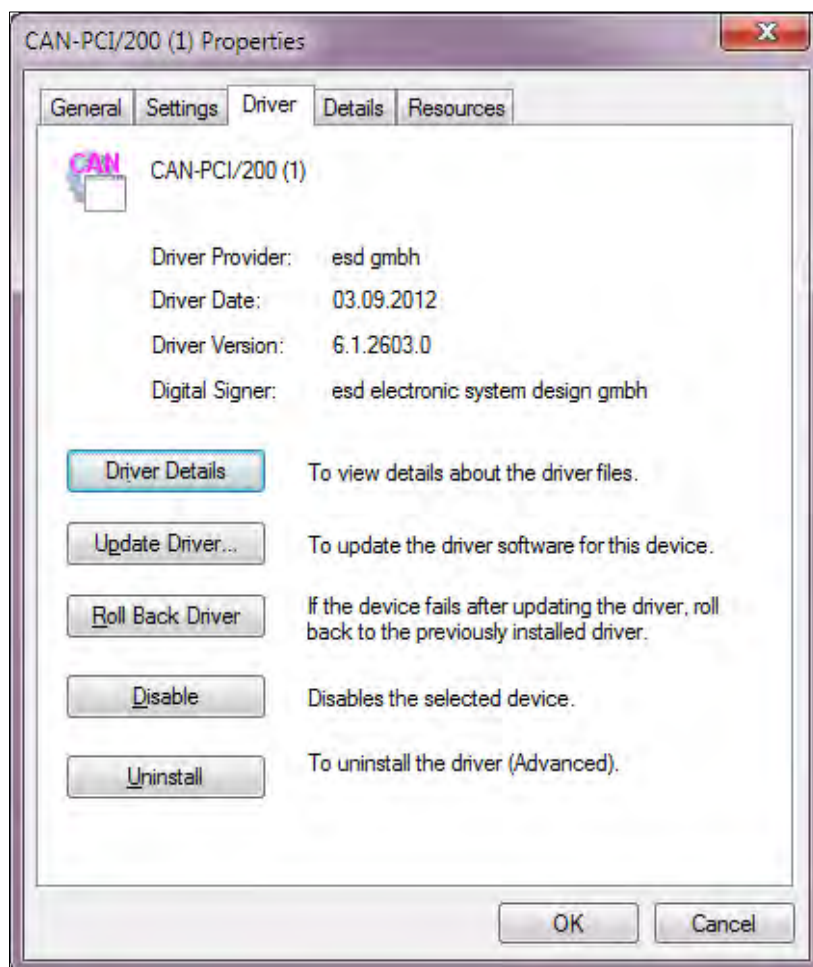 CAN-PCI/200 (1) Properties
General Settings Driver Details Resources
CAN
CAN-PCI/200 (1)
Driver Provider: esd gmbh
Driver Date: 03.09.2012
Driver Version: 6.1.2603.0
Digital Signer: esd electronic system design gmbh
Driver Details To view details about the driver files.
Update Driver... To update the driver software for this device.
Roll Back Driver If the device fails after updating the driver, roll
back to the previously installed driver.
Disable Disables the selected device.
Uninstall To uninstall the driver (Advanced).
OK Cancel